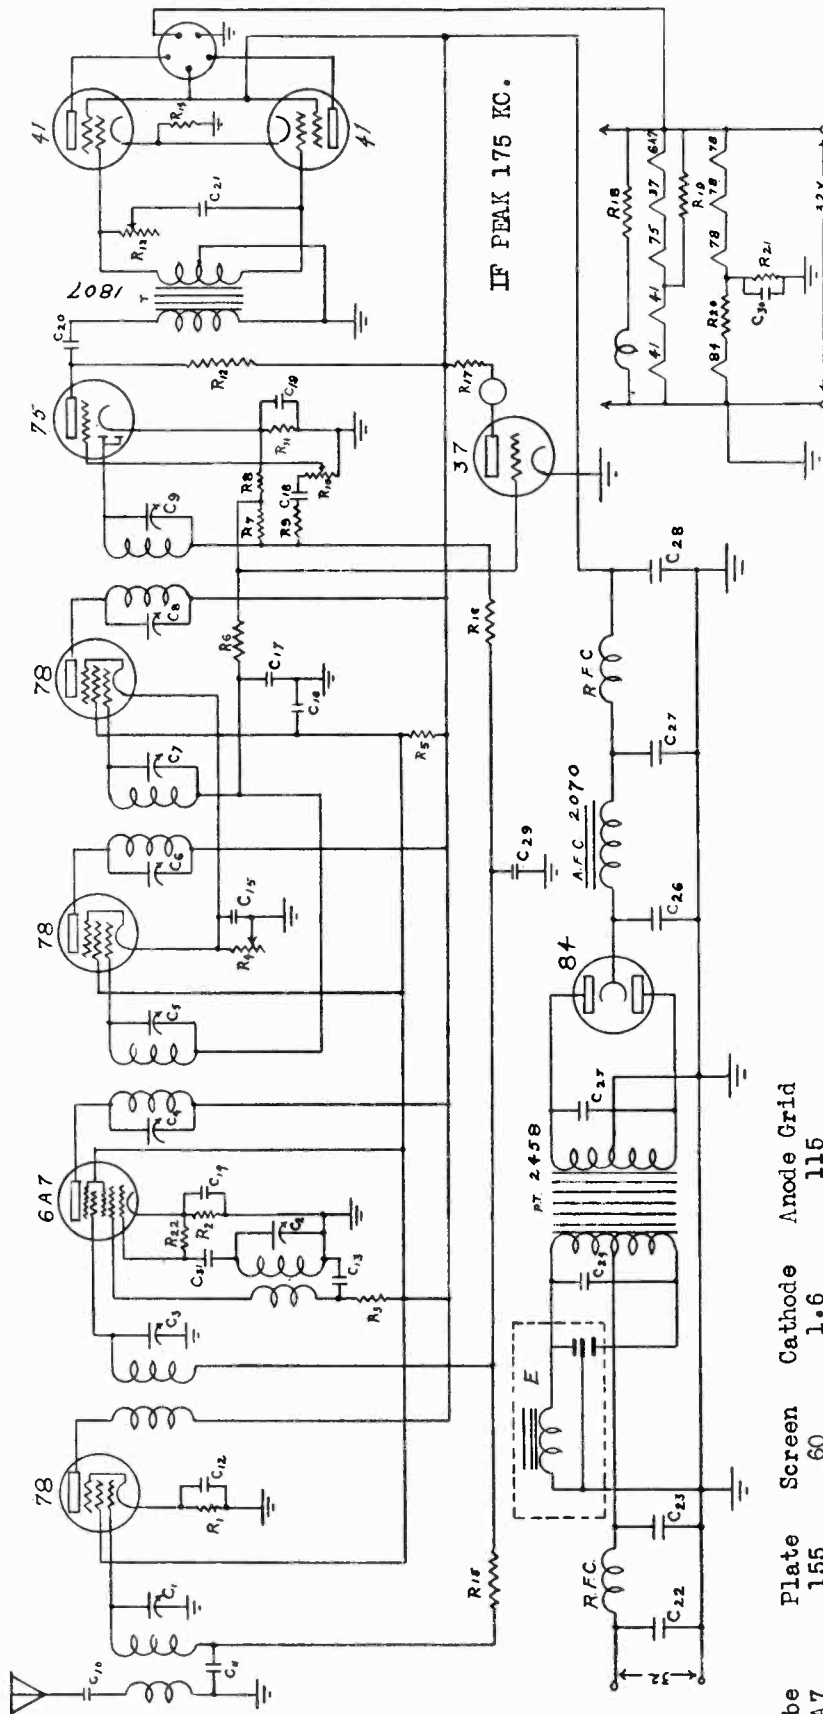 78
6A7
78
78
75
1807
T
41
41
37
84
C10
C11
C1
R1
C12
R15
C3
R22
C14
R2
C31
C2
C13
R3
C4
C5
R4
C15
C6
C7
R5
R6
C17
C16
C29
C8
C9
R16
R7
R8
R9
C18
R10
R11
C19
R12
C20
R13
C21
R14
R17
IF PEAK 175 KC.
32
C22
R.F.C.
C23
E
C24
P.T. 2458
C25
C26
A.F.C 2070
C27
R F C
C28
R18
41 41 75 37 6A7
R19
84 R20 78 78 78
C30
R21
32V
be Plate Screen Cathode Anode Grid
A7 155 60 1.6 115